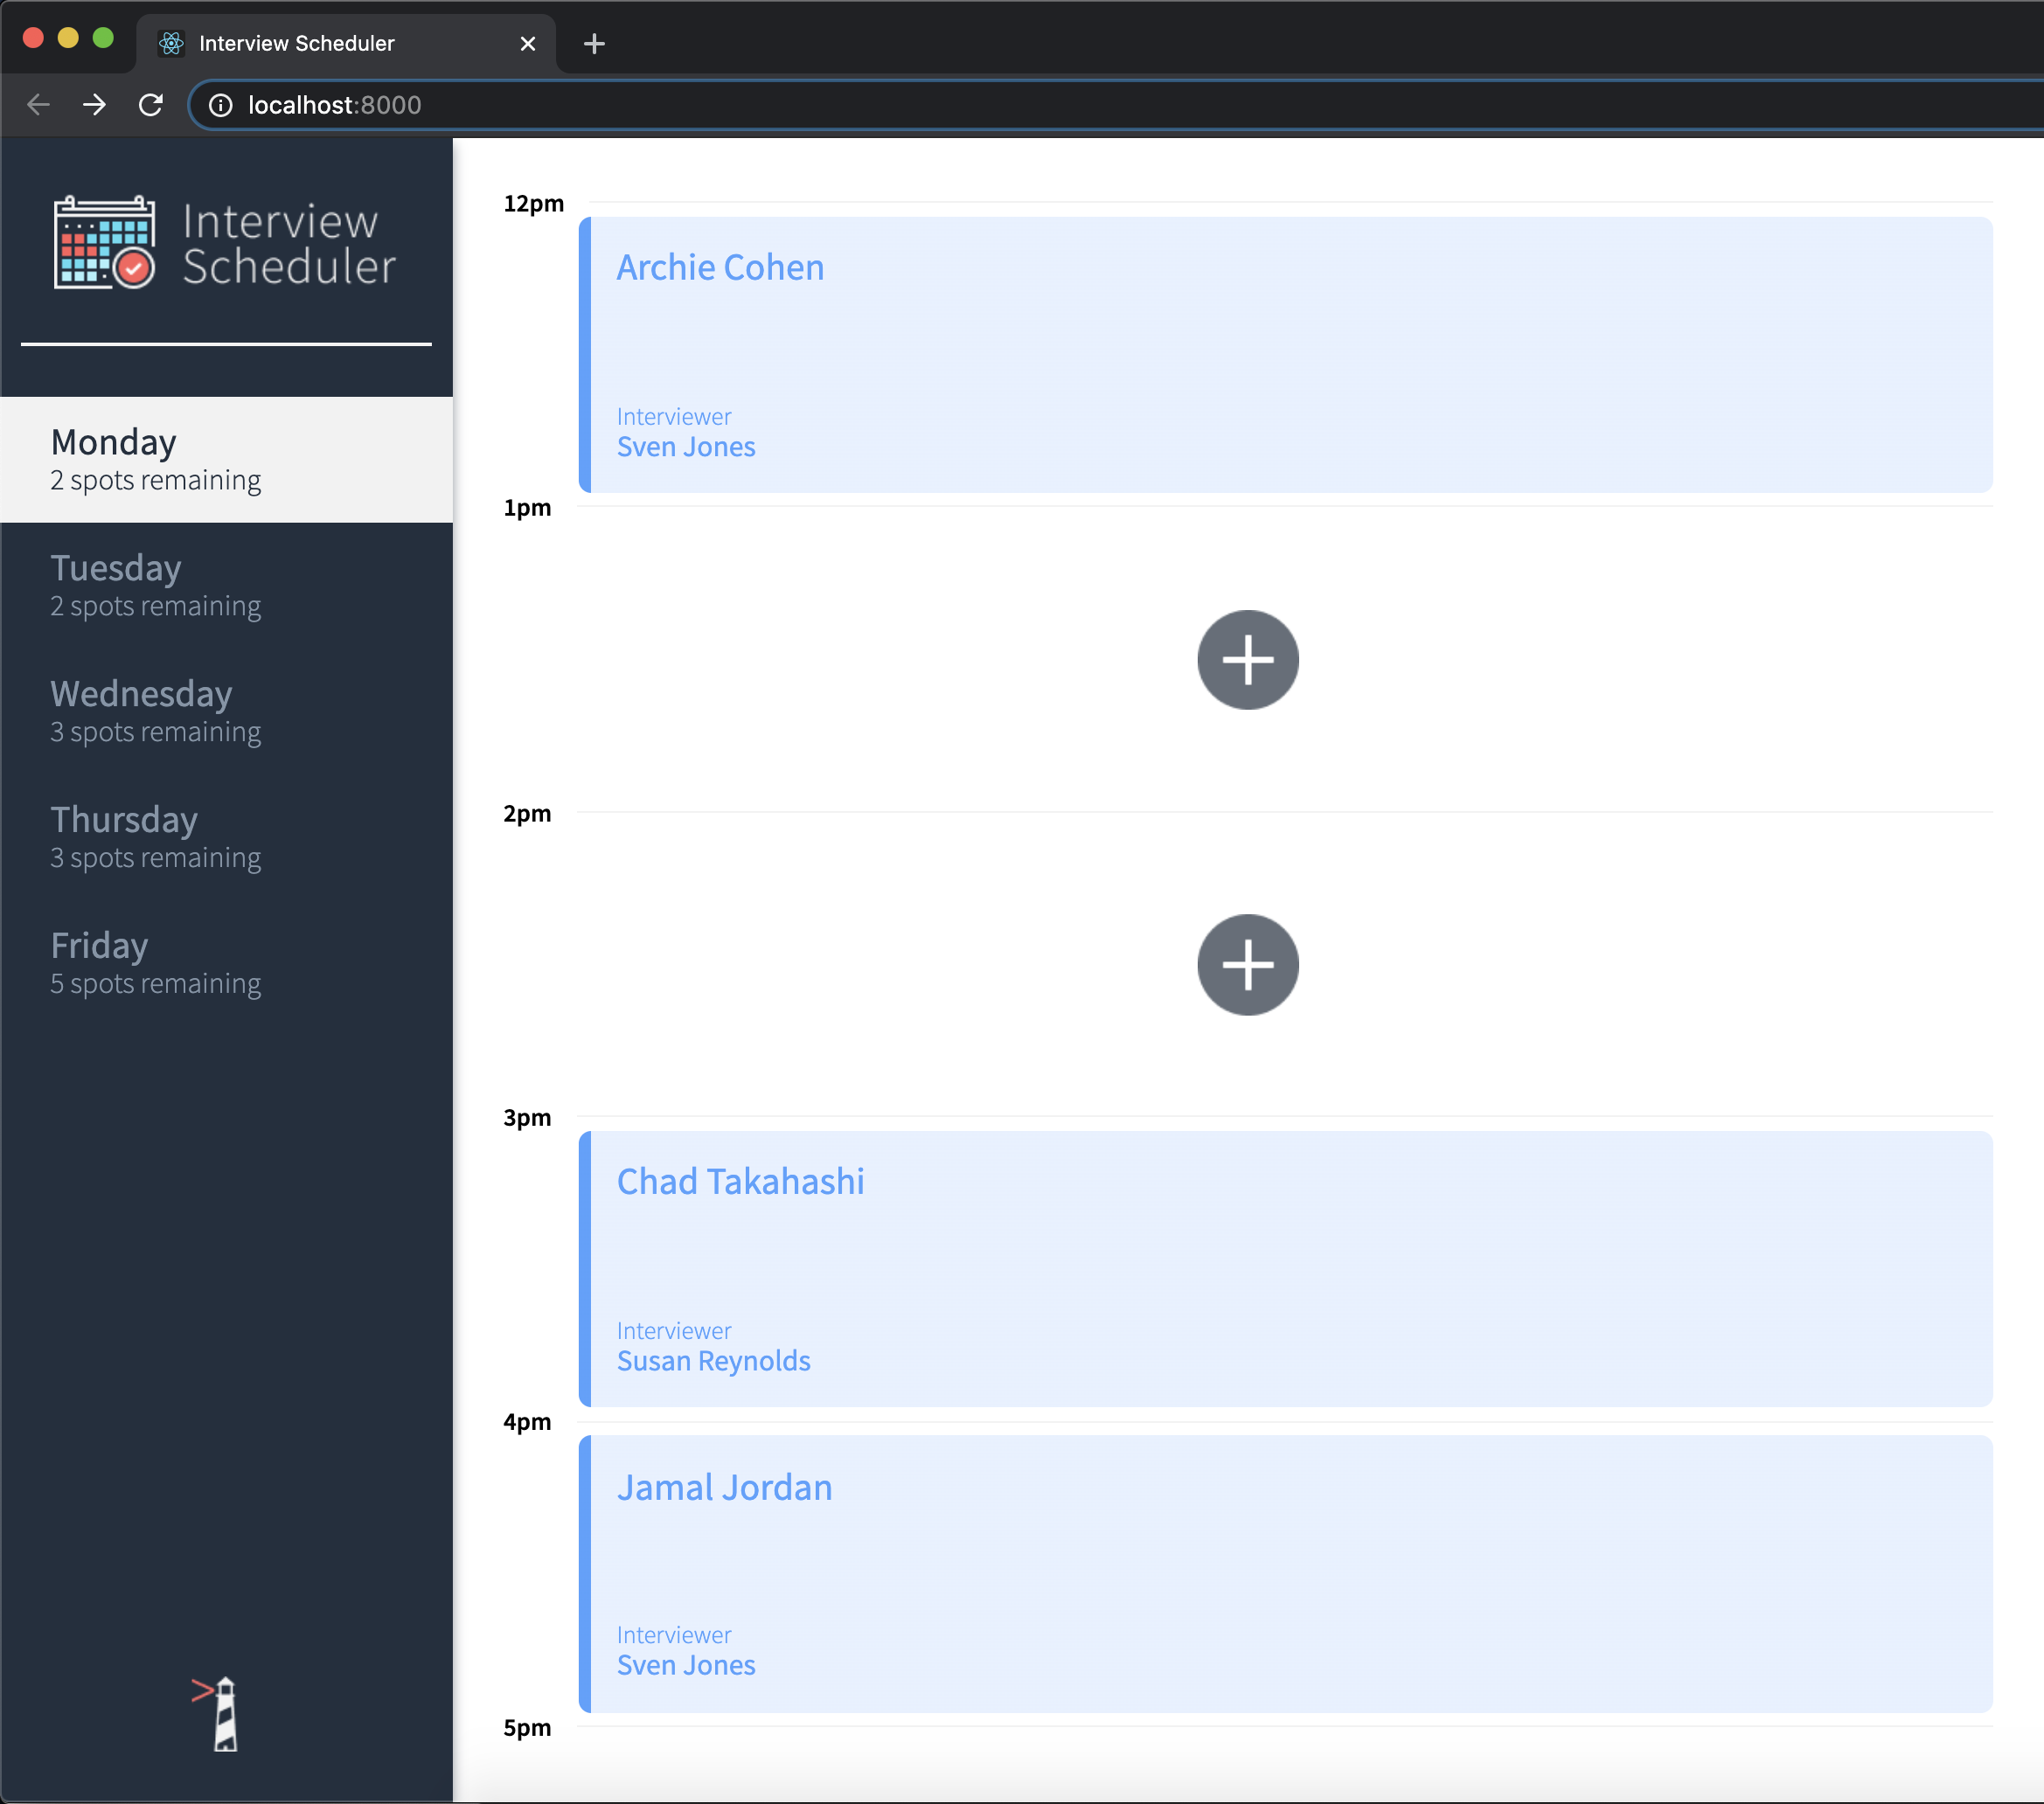 Interview Scheduler
localhost:8000
Interview
Scheduler
Monday
2 spots remaining
Tuesday
2 spots remaining
Wednesday
3 spots remaining
Thursday
3 spots remaining
Friday
5 spots remaining
12pm
Archie Cohen
Interviewer
Sven Jones
1pm
2pm
3pm
Chad Takahashi
Interviewer
Susan Reynolds
4pm
Jamal Jordan
Interviewer
Sven Jones
5pm